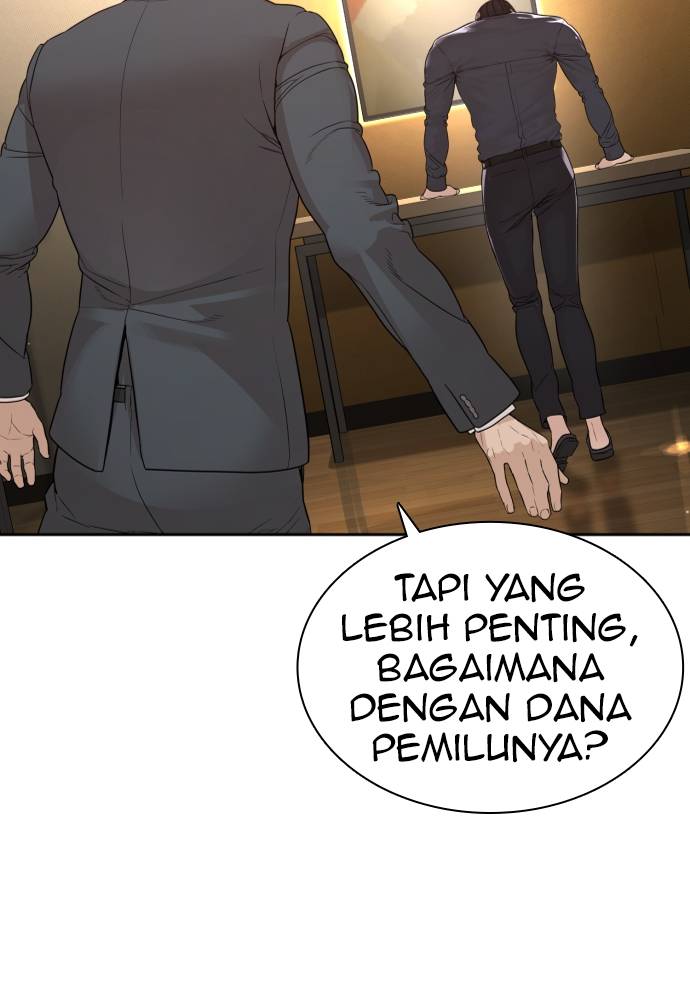 TAPI YANG
LEBIH PENTING,
BAGAIMANA
DENGAN DANA
PEMILUNYA?